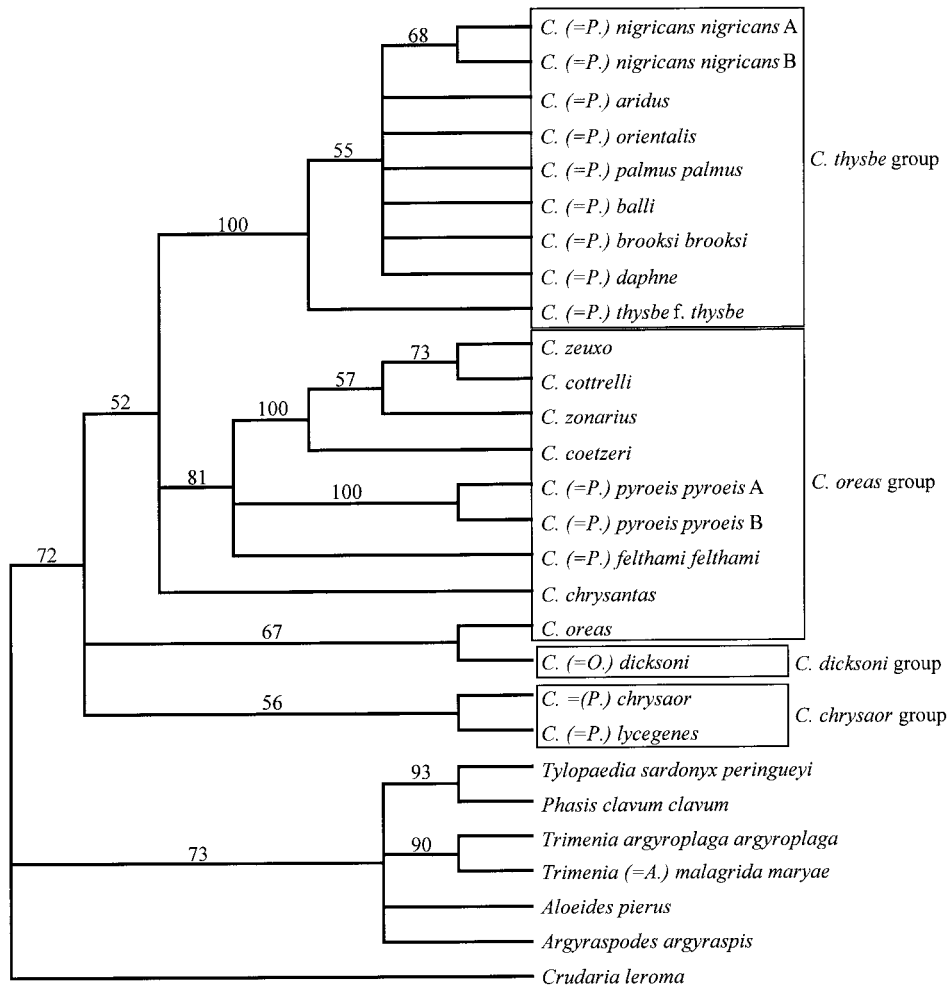 68
C. (=P.) nigricans nigricans A
C. (=P.) nigricans nigricans B
C. (=P.) aridus
C. (=P.) orientalis
55
C. (=P.) palmus palmus
C. thysbe group
C. (=P.) balli
100
C. (=P.) brooksi brooksi
C. (=P.) daphne
C. (=P.) thysbe f. thysbe
73
C. zeuxo
57
C. cottrelli
52
100
C. zonarius
C. coetzeri
81
100
C. (=P.) pyroeis pyroeis A
C. oreas group
C. (=P.) pyroeis pyroeis B
72
C. (=P.) felthami felthami
C. chrysantas
67
C. oreas
C. (=O.) dicksoni
C. dicksoni group
56
C. =(P.) chrysaor
C. chrysaor group
C. (=P.) lycegenes
93
Tylopaedia sardonyx peringueyi
Phasis clavum clavum
73
90
Trimenia argyroplaga argyroplaga
Trimenia (=A.) malagrida maryae
Aloeides pierus
Argyraspodes argyraspis
Crudaria leroma